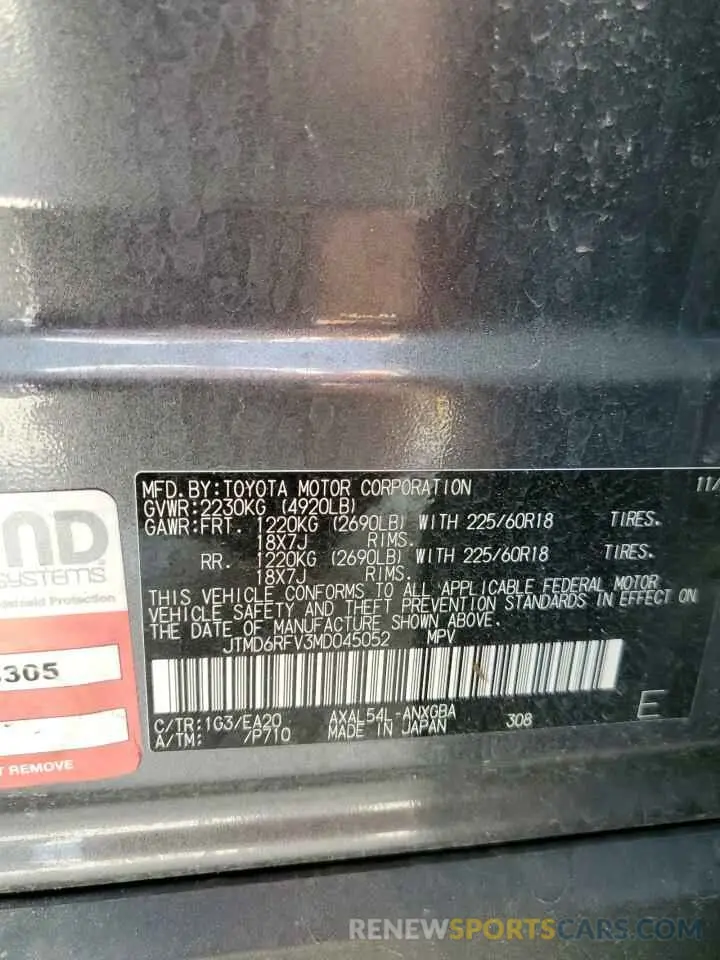 MFD.BY:TOYOTA MOTOR CORPORATION 11/
GVWR:2230KG (4920LB)
GAWR:FRT. 1220KG (2690LB) WITH 225/60R18 TIRES.
18X7J RIMS.
RR. 1220KG (2690LB) WITH 225/60R18 TIRES.
18X7J RIMS.
THIS VEHICLE CONFORMS TO ALL APPLICABLE FEDERAL MOTOR
VEHICLE SAFETY AND THEFT PREVENTION STANDARDS IN EFFECT ON
THE DATE OF MANUFACTURE SHOWN ABOVE.
JTMD6RFV3MD045052 MPV
C/TR:1G3/EA20 AXAL54L-ANXGBA 308 E
A/TM: /P710 MADE IN JAPAN
ND
SYSTEMS
Protection
305
REMOVE
RENEWSPORTSCARS.COM